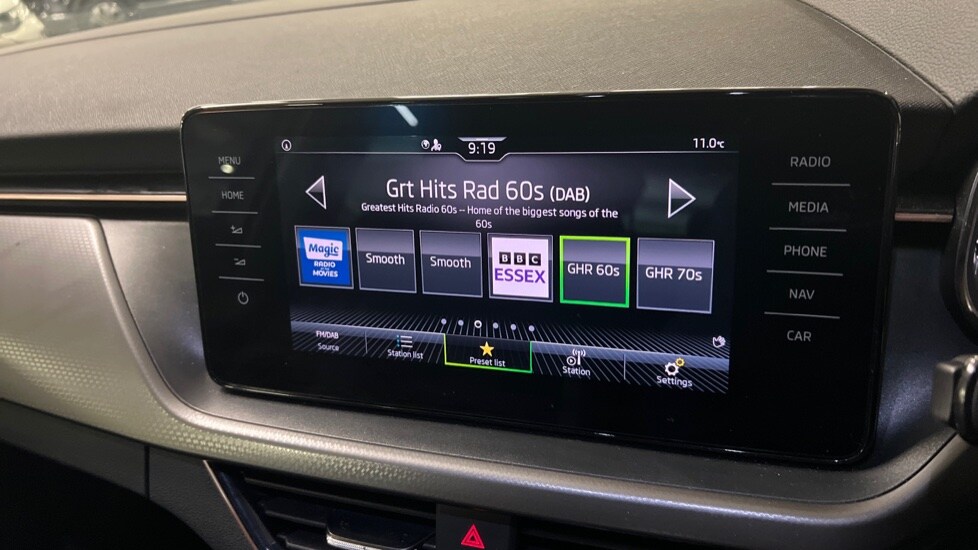 MENU
HOME
9:19
11.0°C
Grt Hits Rad 60s (DAB)
Greatest Hits Radio 60s -- Home of the biggest songs of the
60s
Magic
RADIO
MOVIES
Smooth
Smooth
BBC
ESSEX
GHR 60s
GHR 70s
FM/DAB
Source
Station list
Preset list
Station
Settings
RADIO
MEDIA
PHONE
NAV
CAR